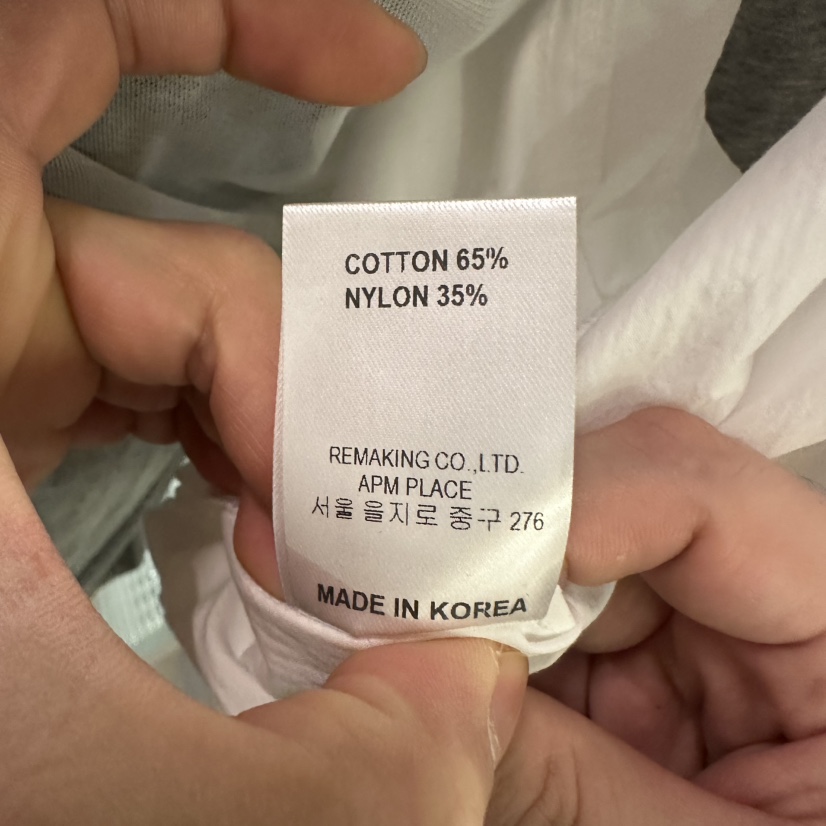 COTTON 65%
NYLON 35%
REMAKING CO.,LTD.
APM PLACE
서울 을지로 중구 276
MADE IN KOREA